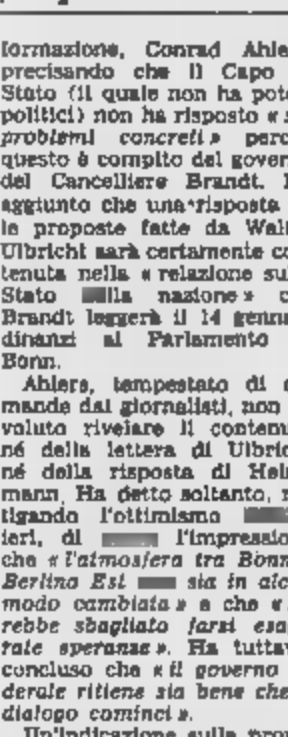 formazione, Conrad Ahle
precisando che il Capo
Stato (il quale non ha pote
politici) non ha risposto «
problemi concreti» perc
questo è compito del gover
del Cancelliere Brandt.
aggiunto che una risposta
le proposte fatte da Walt
Ulbricht sarà certamente co
tenuta nella « relazione sul
Stato nazione » c
Brandt leggerà il 14 genna
dinanzi al Parlamento
Bonn.
Ahlers, tempestato di
mande dai giornalisti, non
voluto rivelare il contenu
né della lettera di Ulbric
né della risposta di Hein
mann. Ha detto soltanto,
tigando l'ottimismo
ieri, di l'impressio
che «l'atmosfera tra Bonn
Berlino Est sia in alc
modo cambiata» e che «
rebbe sbagliato farsi esa
rate speranze». Ha tuttav
concluso che «il governo
derale ritiene sia bene che
dialogo cominci».
Un'indicazione sulla prov